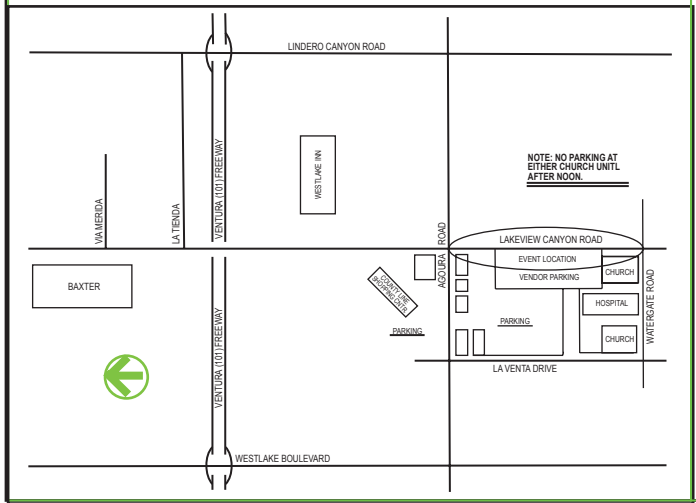 LINDERO CANYON ROAD
VENTURA (101) FREEWAY
WESTLAKE INN
NOTE: NO PARKING AT
EITHER CHURCH UNITL
AFTER NOON.
VIA MERIDA
LA TIENDA
AGOURA ROAD
LAKEVIEW CANYON ROAD
EVENT LOCATION
VENDOR PARKING
CHURCH
BAXTER
COUNTY LINE
SHOPPING CNTR.
HOSPITAL
WATERGATE ROAD
PARKING
PARKING
CHURCH
VENTURA (101) FREEWAY
LA VENTA DRIVE
WESTLAKE BOULEVARD